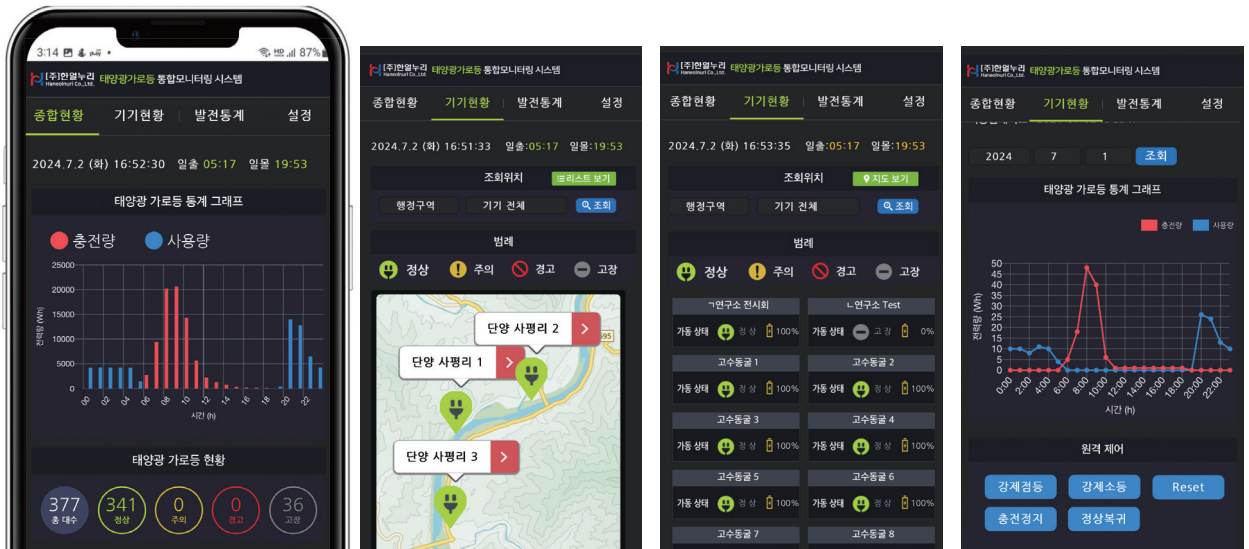 3:14
87%
[주]한얼누리
Haneolnuri Co.,Ltd.
태양광가로등 통합모니터링 시스템
종합현황 기기현황 발전통계 설정
2024.7.2 (화) 16:52:30 일출 05:17 일몰 19:53
태양광 가로등 통계 그래프
충전량 사용량
25000
20000
15000
10000
5000
0
전력량 (Wh)
00 02 04 06 08 10 12 14 16 18 20 22
시간 (h)
태양광 가로등 현황
377 341 0 0 36
총 대수 정상 주의 경고 고장
[주]한얼누리
Haneolnuri Co.,Ltd.
태양광가로등 통합모니터링 시스템
종합현황 기기현황 발전통계 설정
2024.7.2 (화) 16:51:33 일출:05:17 일몰:19:53
조회위치 리스트 보기
행정구역 기기 전체 조회
범례
정상 주의 경고 고장
단양 사평리 2
595
단양 사평리 1
단양 사평리 3
[주]한얼누리
Haneolnuri Co.,Ltd.
태양광가로등 통합모니터링 시스템
종합현황 기기현황 발전통계 설정
2024.7.2 (화) 16:53:35 일출:05:17 일몰:19:53
조회위치 지도 보기
행정구역 기기 전체 조회
범례
정상 주의 경고 고장
ㄱ연구소 전시회 ㄴ연구소 Test
가동 상태 정상 100% 가동 상태 고장 0%
고수동굴 1 고수동굴 2
가동 상태 정상 100% 가동 상태 정상 100%
고수동굴 3 고수동굴 4
가동 상태 정상 100% 가동 상태 정상 100%
고수동굴 5 고수동굴 6
가동 상태 정상 100% 가동 상태 정상 100%
고수동굴 7 고수동굴 8
[주]한얼누리
Haneolnuri Co.,Ltd.
태양광가로등 통합모니터링 시스템
종합현황 기기현황 발전통계 설정
2024 7 1 조회
태양광 가로등 통계 그래프
충전량 사용량
50
45
40
35
30
25
20
15
10
5
0
전력량 (Wh)
0:00 2:00 4:00 6:00 8:00 10:00 12:00 14:00 16:00 18:00 20:00 22:00
시간 (h)
원격 제어
강제점등 강제소등 Reset
충전정지 정상복귀